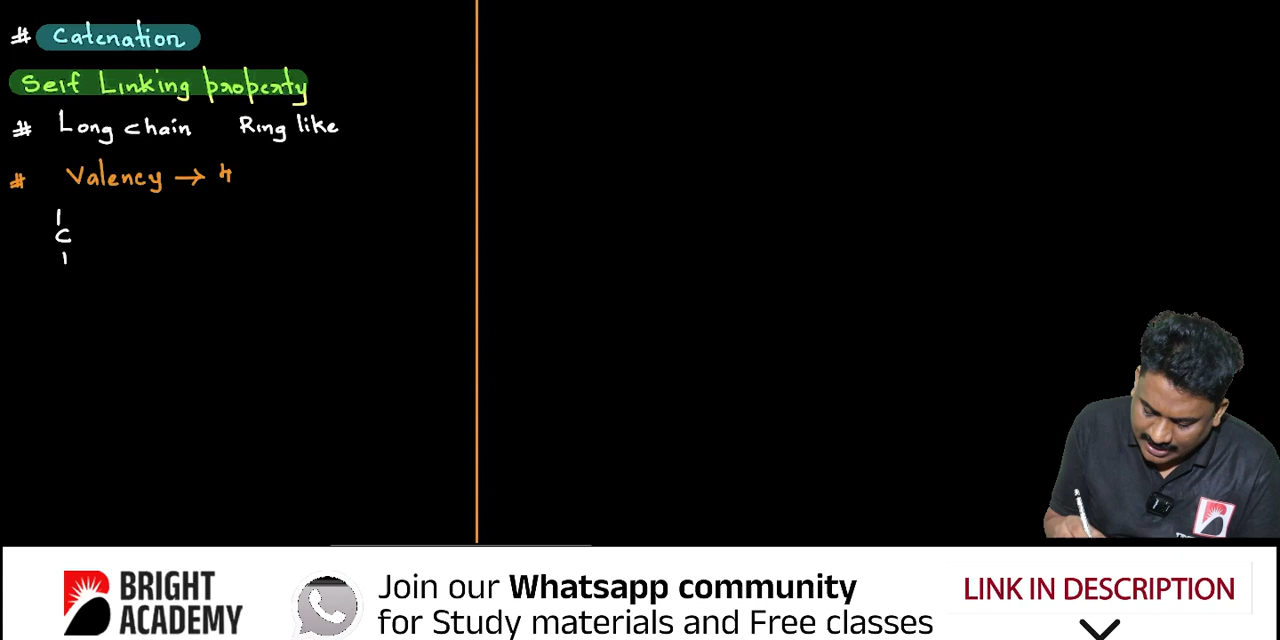 # Catenation
Self Linking property
# Long chain Ring like
# Valency → 4
C
BRIGHT
ACADEMY
Join our Whatsapp community
for Study materials and Free classes
LINK IN DESCRIPTION